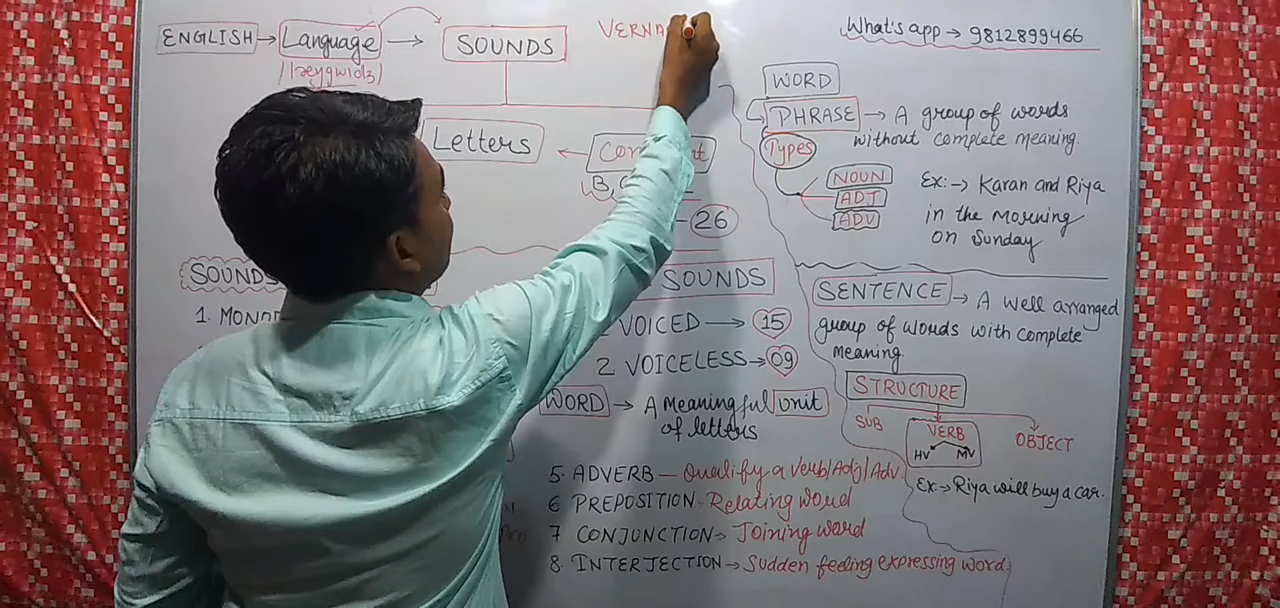 ENGLISH → Language → SOUNDS
VERNA
What's app → 9812899466
WORD
PHRASE → A group of words
without complete meaning.
Letters
Types
NOUN
ADJ
ADV
Ex:→ Karan and Riya
in the Morning
on Sunday
B,
26
SOUNDS
SOUNDS
1. MONO
VOICED → 15
2 VOICELESS → 09
SENTENCE → A well arranged
group of words with complete
meaning.
STRUCTURE
SUB
VERB
OBJECT
HV
MV
Ex:→ Riya will buy a car.
WORD → A Meaningful unit
of letters
5. ADVERB — Qualify a Verb/Adj/Adv.
6 PREPOSITION - Relating word
7 CONJUNCTION → Joining word
8. INTERJECTION → Sudden feeling expressing word.